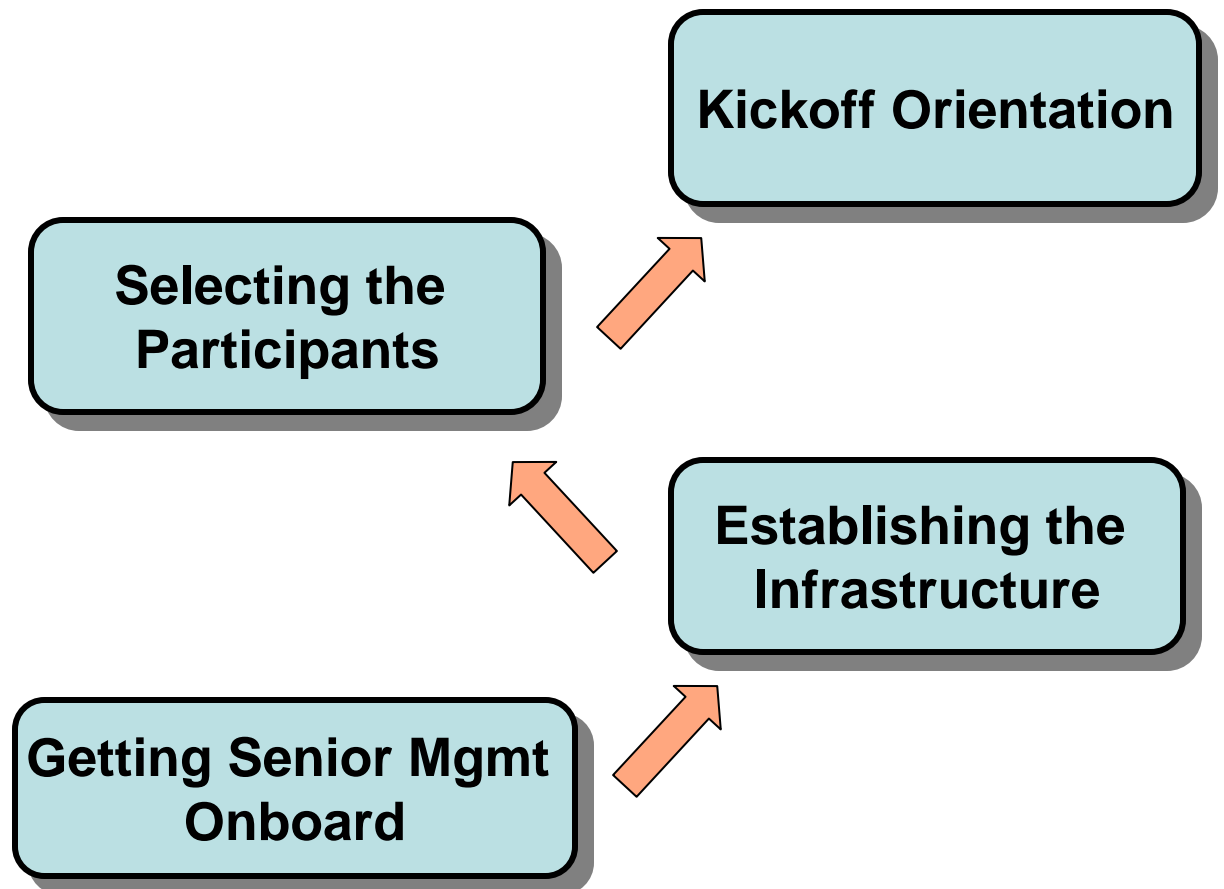 Kickoff Orientation
Selecting the
Participants
Establishing the
Infrastructure
Getting Senior Mgmt
Onboard